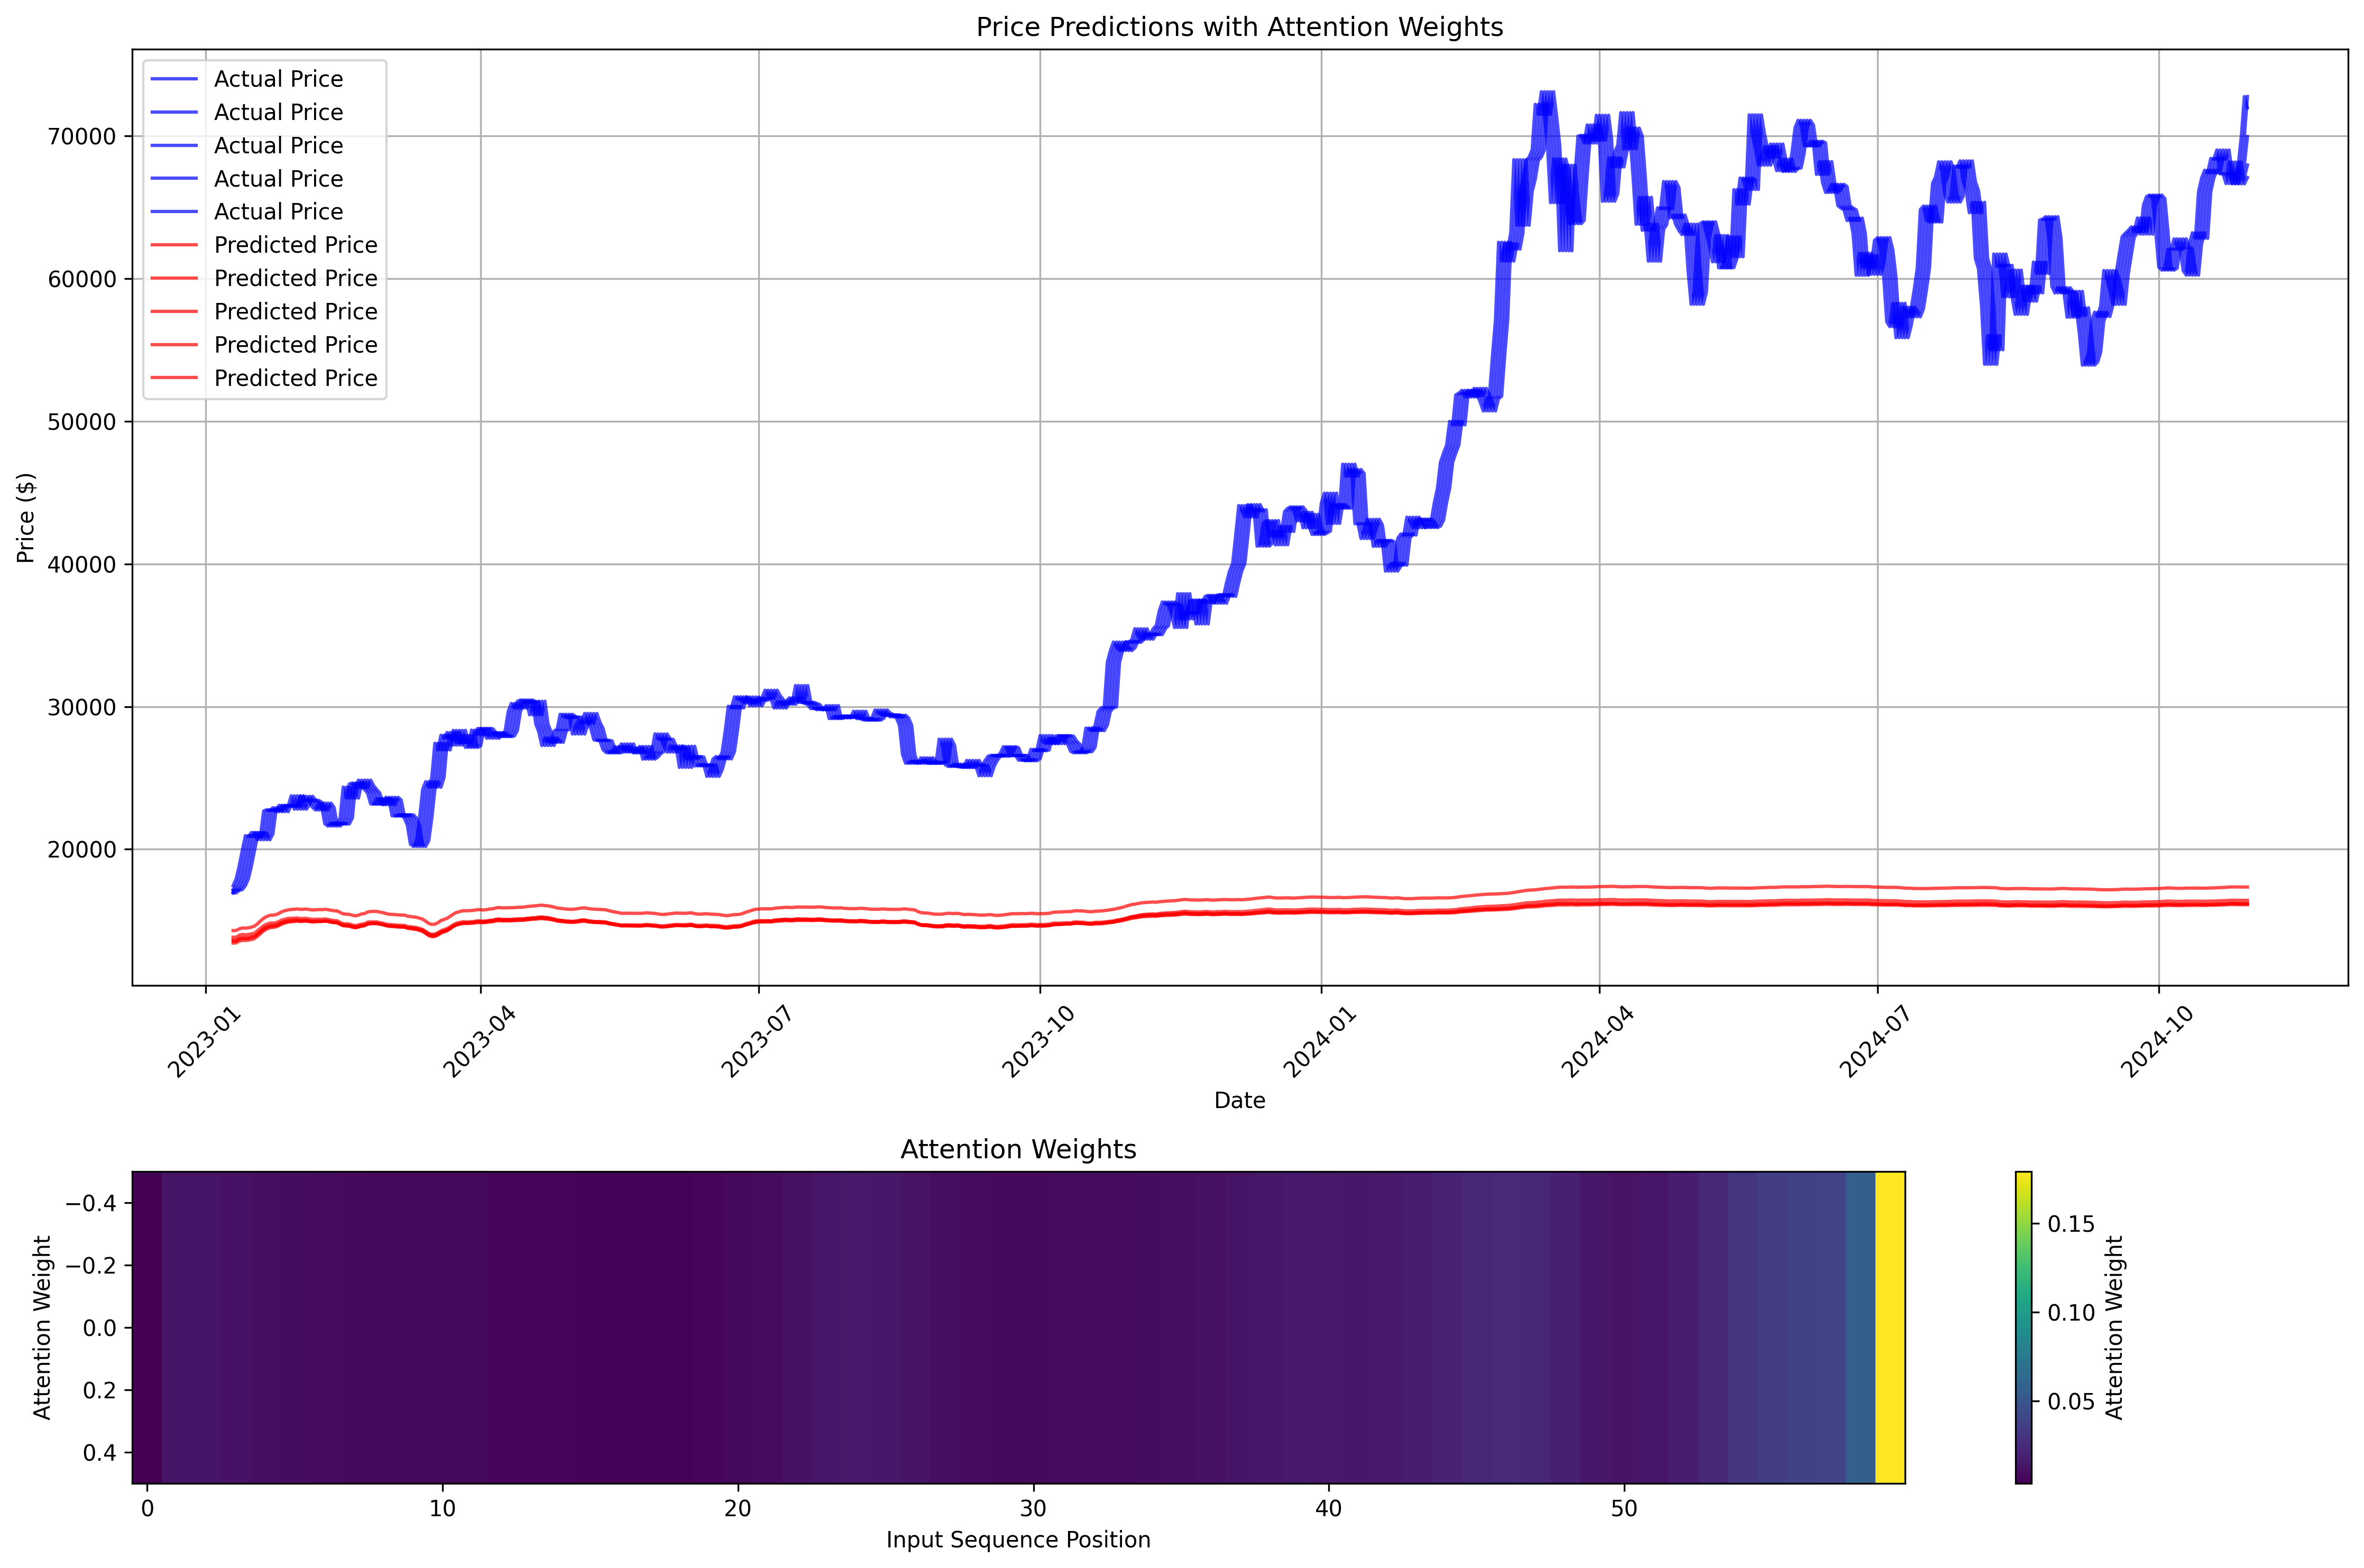 Price Predictions with Attention Weights
Actual Price
Actual Price
Actual Price
Actual Price
Actual Price
Predicted Price
Predicted Price
Predicted Price
Predicted Price
Predicted Price
Price ($)
70000
60000
50000
40000
30000
20000
2023-01
2023-04
2023-07
2023-10
2024-01
2024-04
2024-07
2024-10
Date
Attention Weights
Attention Weight
−0.4
−0.2
0.0
0.2
0.4
0
10
20
30
40
50
Input Sequence Position
0.15
0.10
0.05
Attention Weight